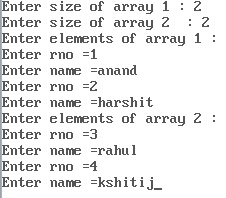 Enter size of array 1 : 2
Enter size of array 2  : 2
Enter elements of array 1 :
Enter rno =1
Enter name =anand
Enter rno =2
Enter name =harshit
Enter elements of array 2 :
Enter rno =3
Enter name =rahul
Enter rno =4
Enter name =kshitij_